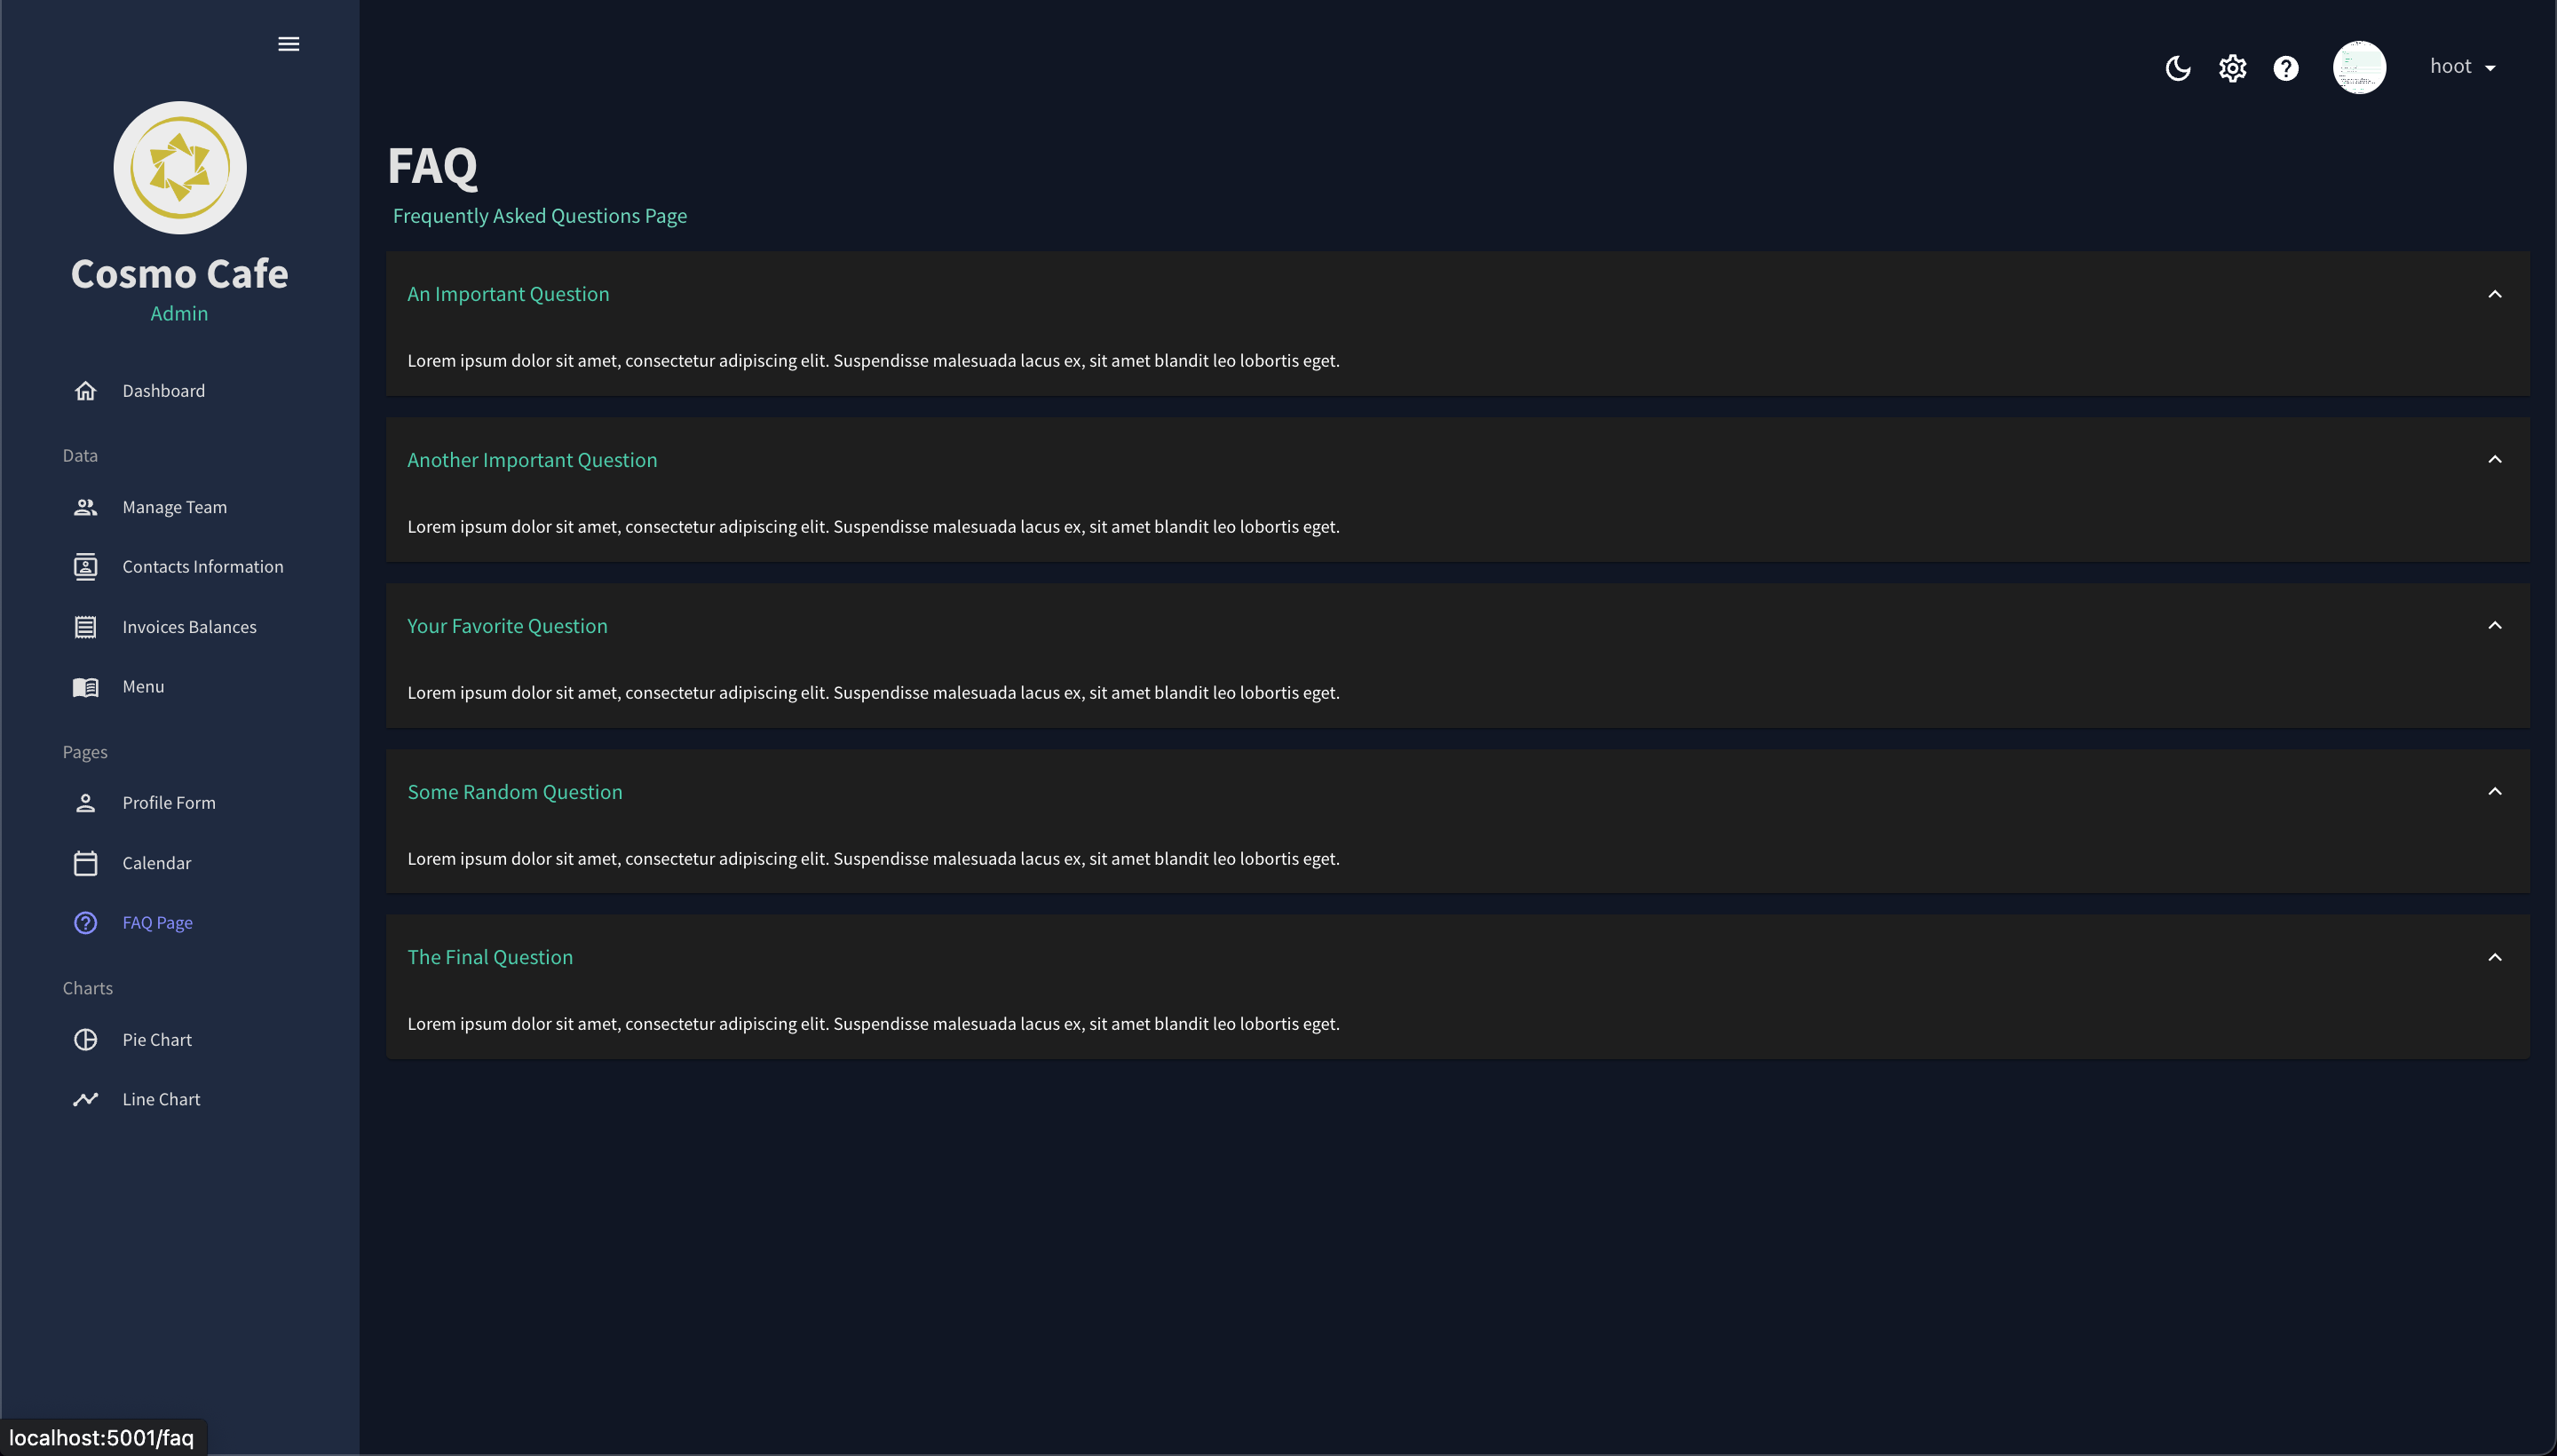 hoot
Cosmo Cafe
Admin
Dashboard
Data
Manage Team
Contacts Information
Invoices Balances
Menu
Pages
Profile Form
Calendar
FAQ Page
Charts
Pie Chart
Line Chart
FAQ
Frequently Asked Questions Page
An Important Question
Lorem ipsum dolor sit amet, consectetur adipiscing elit. Suspendisse malesuada lacus ex, sit amet blandit leo lobortis eget.
Another Important Question
Lorem ipsum dolor sit amet, consectetur adipiscing elit. Suspendisse malesuada lacus ex, sit amet blandit leo lobortis eget.
Your Favorite Question
Lorem ipsum dolor sit amet, consectetur adipiscing elit. Suspendisse malesuada lacus ex, sit amet blandit leo lobortis eget.
Some Random Question
Lorem ipsum dolor sit amet, consectetur adipiscing elit. Suspendisse malesuada lacus ex, sit amet blandit leo lobortis eget.
The Final Question
Lorem ipsum dolor sit amet, consectetur adipiscing elit. Suspendisse malesuada lacus ex, sit amet blandit leo lobortis eget.
localhost:5001/faq